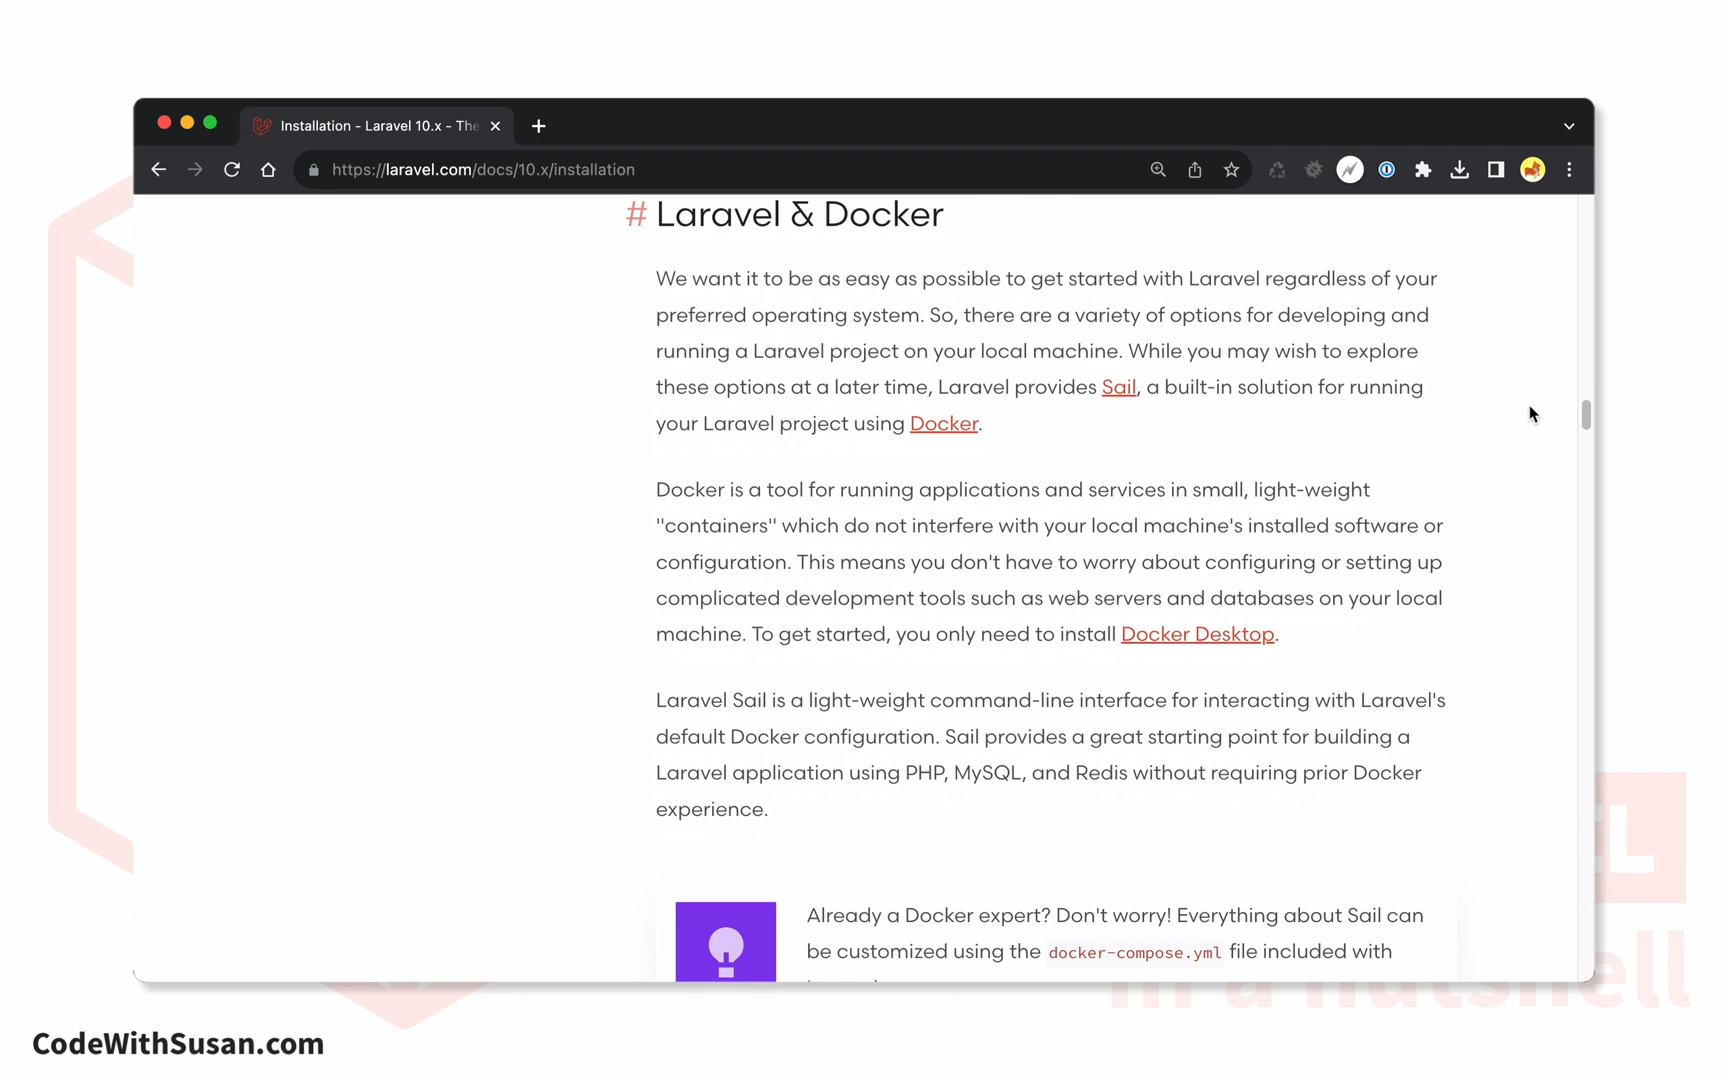 Installation - Laravel 10.x - The
https://laravel.com/docs/10.x/installation
# Laravel & Docker
We want it to be as easy as possible to get started with Laravel regardless of your
preferred operating system. So, there are a variety of options for developing and
running a Laravel project on your local machine. While you may wish to explore
these options at a later time, Laravel provides Sail, a built-in solution for running
your Laravel project using Docker.
Docker is a tool for running applications and services in small, light-weight
"containers" which do not interfere with your local machine's installed software or
configuration. This means you don't have to worry about configuring or setting up
complicated development tools such as web servers and databases on your local
machine. To get started, you only need to install Docker Desktop.
Laravel Sail is a light-weight command-line interface for interacting with Laravel's
default Docker configuration. Sail provides a great starting point for building a
Laravel application using PHP, MySQL, and Redis without requiring prior Docker
experience.
Already a Docker expert? Don't worry! Everything about Sail can
be customized using the docker-compose.yml file included with
in a nutshell
CodeWithSusan.com